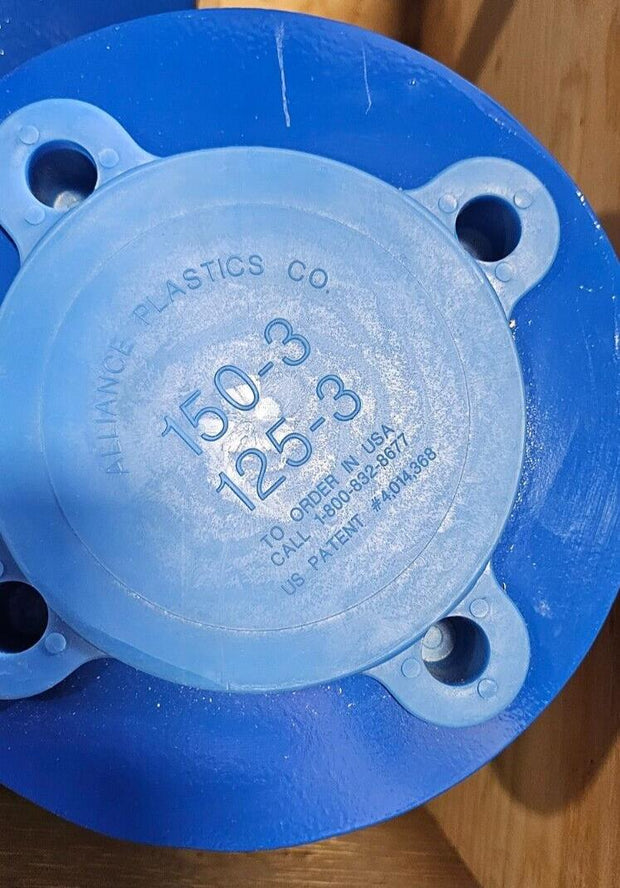 ALLIANCE PLASTICS CO.
150-3
125-3
TO ORDER IN USA
CALL 1-800-832-8677
US PATENT #4,014,368